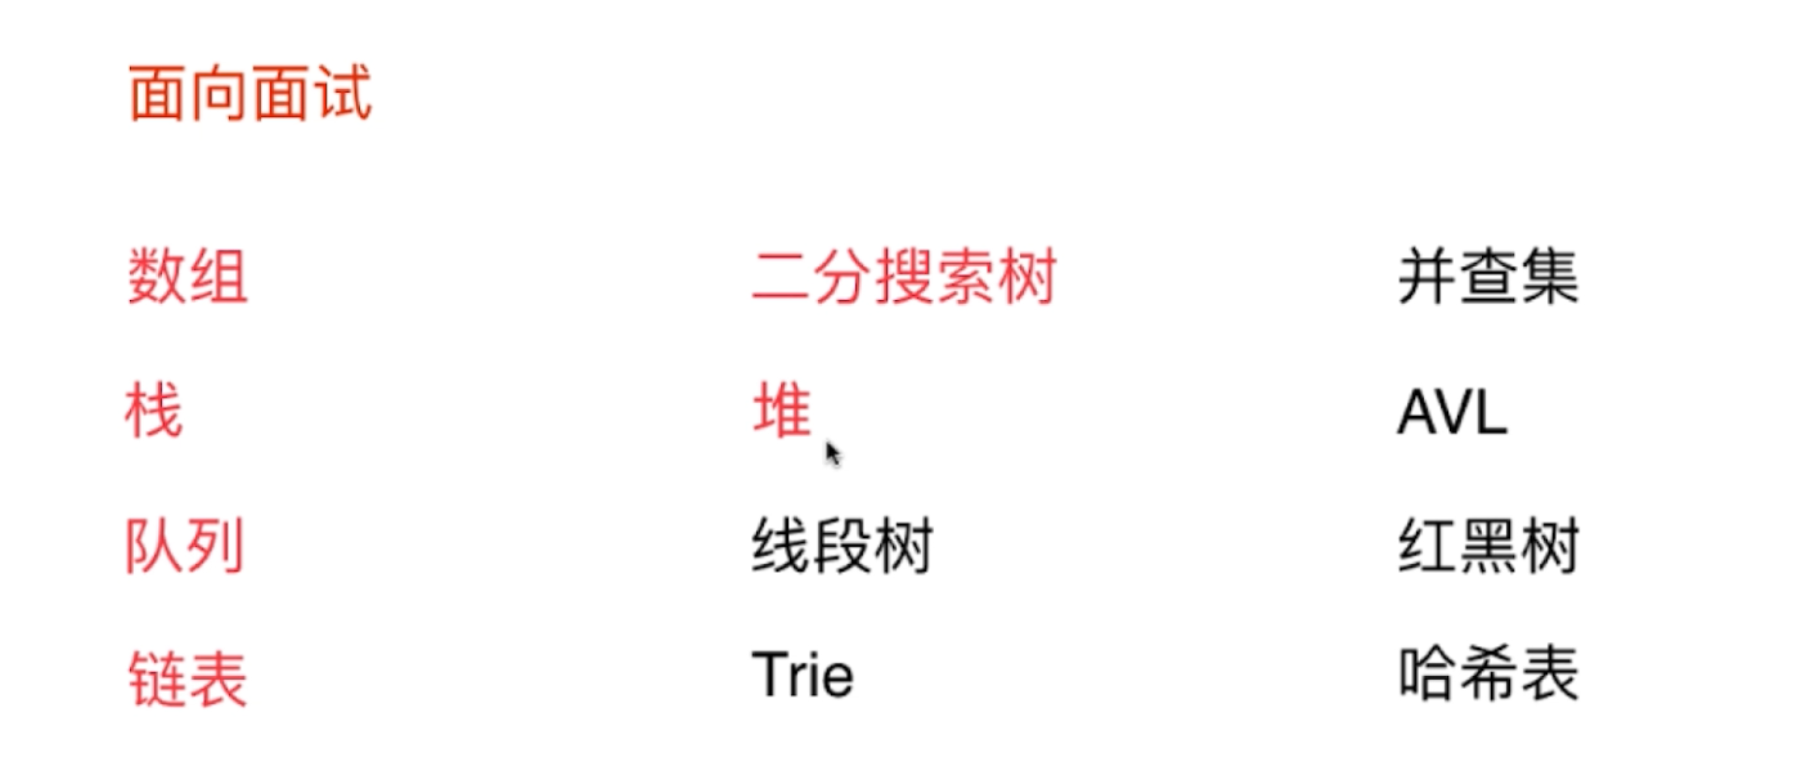 面向面试
数组 二分搜索树 并查集
栈 堆 AVL
队列 线段树 红黑树
链表 Trie 哈希表